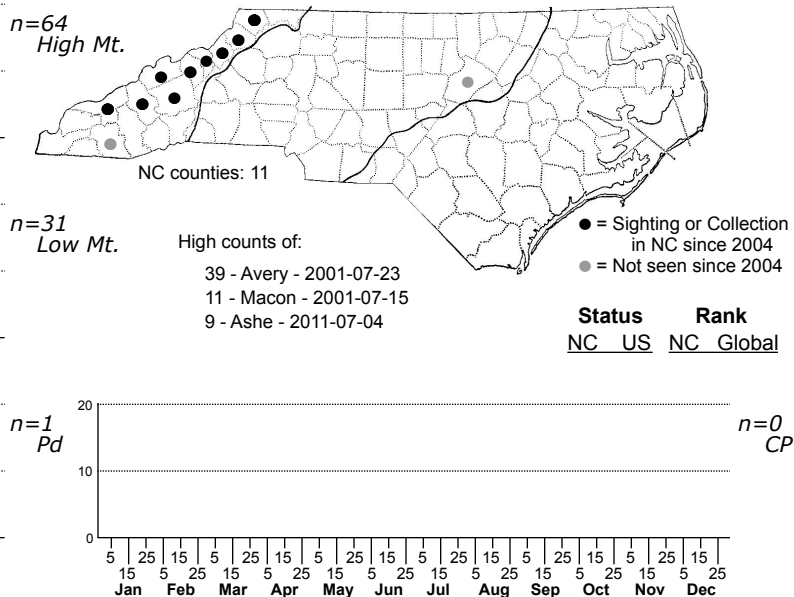 n=64
High Mt.
NC counties: 11
n=31
Low Mt.
High counts of:
39 - Avery - 2001-07-23
11 - Macon - 2001-07-15
9 - Ashe - 2011-07-04
● = Sighting or Collection
in NC since 2004
● = Not seen since 2004
Status Rank
NC US NC Global
n=1
Pd
n=0
CP
20
10
0
5 15 25 5 15 25 5 15 25 5 15 25 5 15 25 5 15 25
15 5 25 15 5 25 15 5 25 15 5 25 15 5 25 15 5 25
Jan Feb Mar Apr May Jun Jul Aug Sep Oct Nov Dec